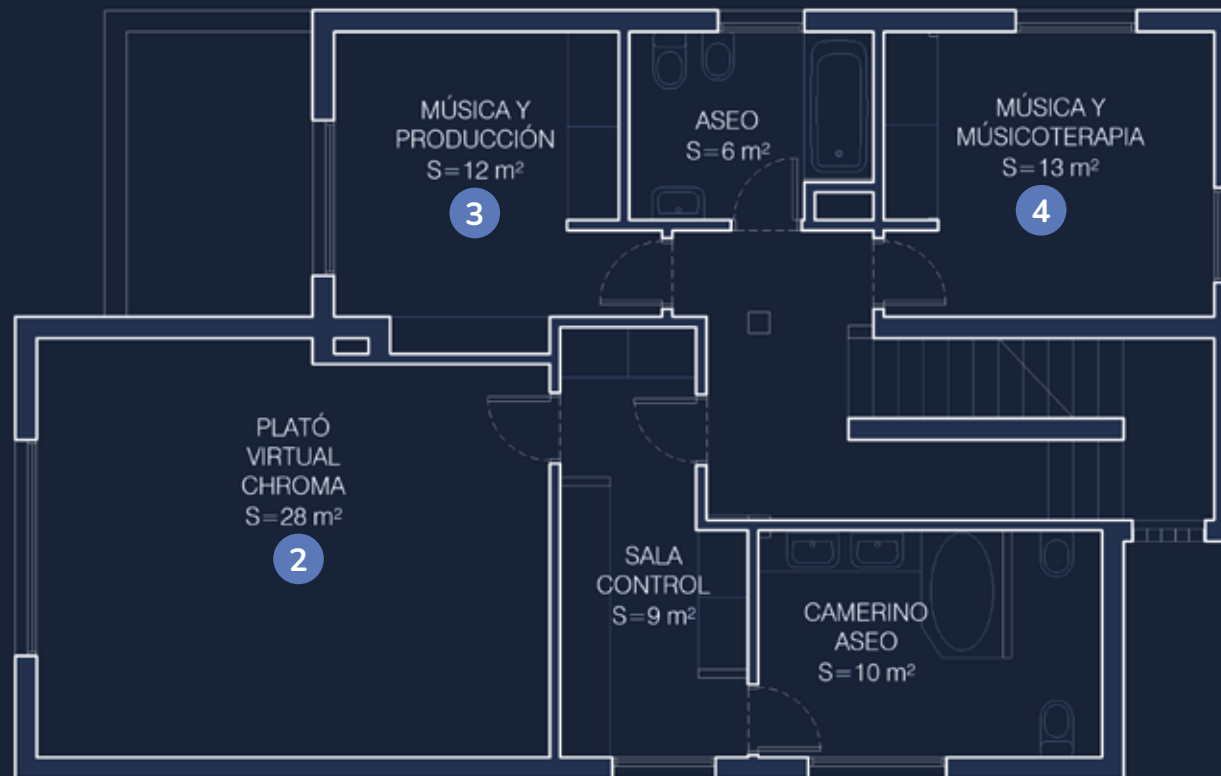 MÚSICA Y
PRODUCCIÓN
S=12 m²
3
ASEO
S=6 m²
MÚSICA Y
MÚSICOTERAPIA
S=13 m²
4
PLATÓ
VIRTUAL
CHROMA
S=28 m²
2
SALA
CONTROL
S=9 m²
CAMERINO
ASEO
S=10 m²